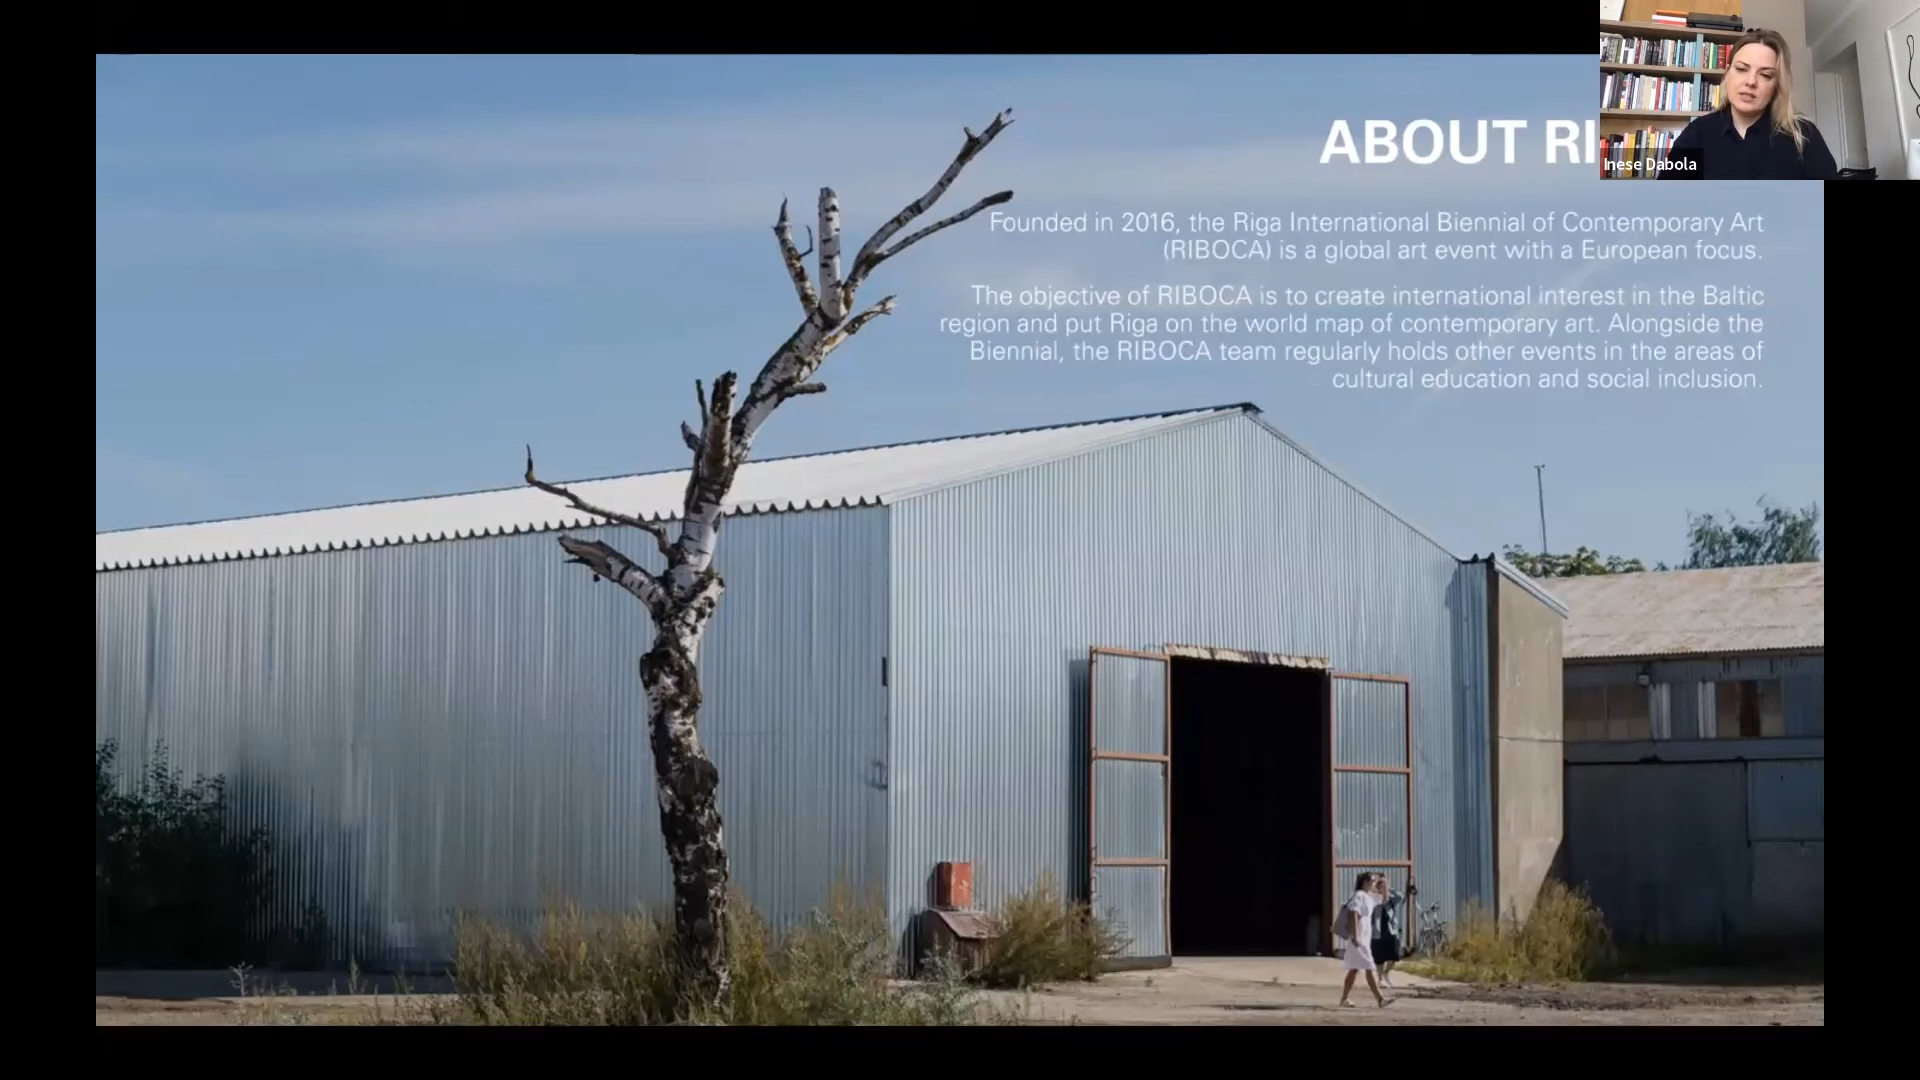 ABOUT RI
Inese Dabola
Founded in 2016, the Riga International Biennial of Contemporary Art
(RIBOCA) is a global art event with a European focus.
The objective of RIBOCA is to create international interest in the Baltic
region and put Riga on the world map of contemporary art. Alongside the
Biennial, the RIBOCA team regularly holds other events in the areas of
cultural education and social inclusion.